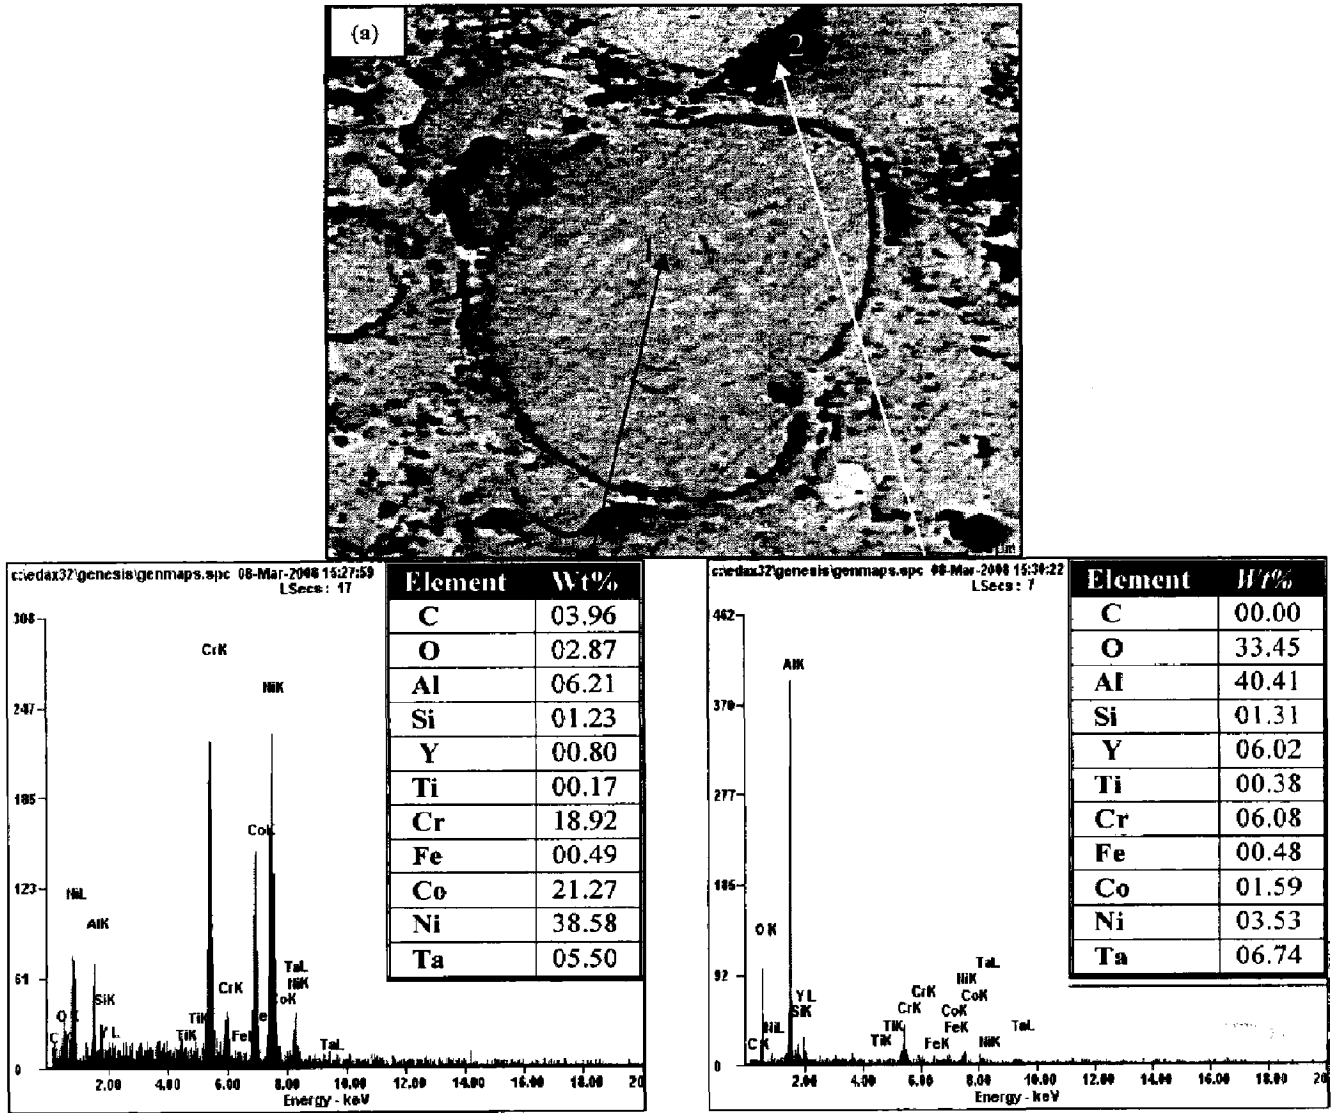 (a)
2
1
c:\edax32\genesis\genmaps.spc 08-Mar-2008 15:27:59
LSecs : 17
308
247
185
123
61
0
CrK
NiK
CoK
NiL
AlK
TaL
NiK
CoK
CrK
SiK
O K
TiK
TiK
FeK
C
Y L
TaL
2.00 4.00 6.00 8.00 10.00 12.00 14.00 16.00 18.00 20
Energy - keV
Element Wt%
C 03.96
O 02.87
Al 06.21
Si 01.23
Y 00.80
Ti 00.17
Cr 18.92
Fe 00.49
Co 21.27
Ni 38.58
Ta 05.50
c:\edax32\genesis\genmaps.spc 08-Mar-2008 15:30:22
LSecs : 7
462
370
277
185
92
0
AlK
O K
TaL
NiK
CrK
CoK
Y L
SiK
CrK
CoK
NiL
TiK
FeK
TaL
C K
TiK
FeK
NiK
2.00 4.00 6.00 8.00 10.00 12.00 14.00 16.00 18.00 20
Energy - keV
Element Wt%
C 00.00
O 33.45
Al 40.41
Si 01.31
Y 06.02
Ti 00.38
Cr 06.08
Fe 00.48
Co 01.59
Ni 03.53
Ta 06.74